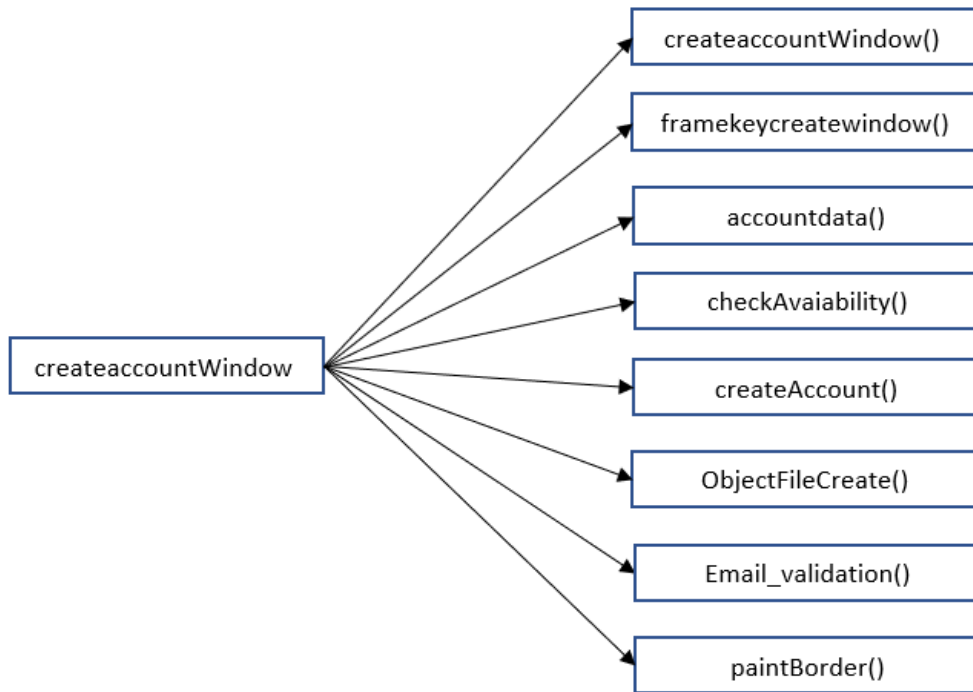 createaccountWindow()
framekeycreatewindow()
accountdata()
checkAvaiability()
createaccountWindow
createAccount()
ObjectFileCreate()
Email_validation()
paintBorder()